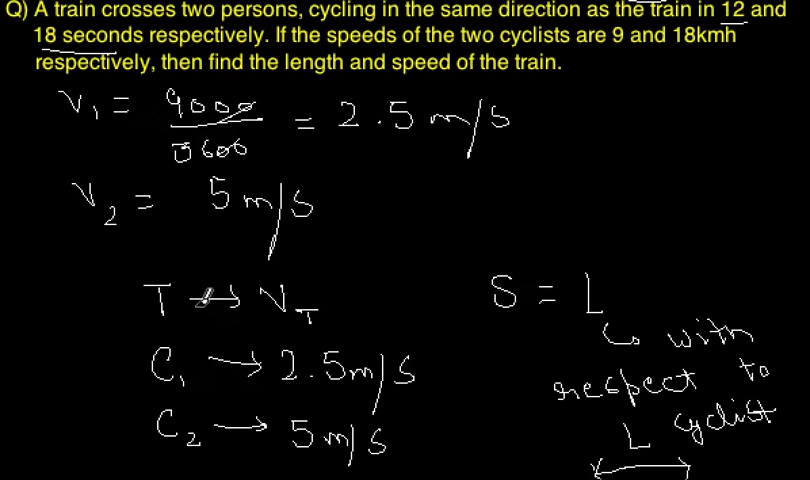 Q) A train crosses two persons, cycling in the same direction as the train in 12 and
18 seconds respectively. If the speeds of the two cyclists are 9 and 18kmh
respectively, then find the length and speed of the train.
V₁ = 9000/3600 = 2.5 m/s
V₂ = 5 m/s
T → V_T
C₁ → 2.5 m/s
C₂ → 5 m/s
S = L
↳ with
respect to
cyclist
L